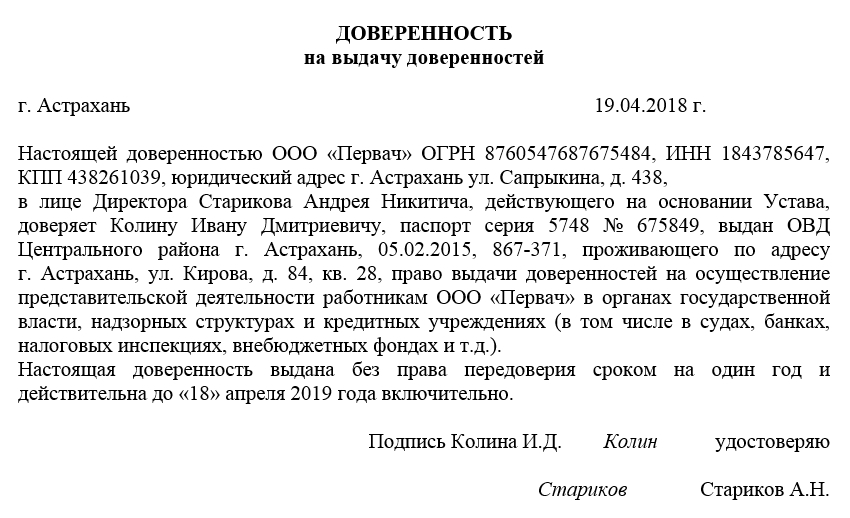 ДОВЕРЕННОСТЬ
на выдачу доверенностей
г. Астрахань 19.04.2018 г.
Настоящей доверенностью ООО «Первач» ОГРН 8760547687675484, ИНН 1843785647,
КПП 438261039, юридический адрес г. Астрахань ул. Сапрыкина, д. 438,
в лице Директора Старикова Андрея Никитича, действующего на основании Устава,
доверяет Колину Ивану Дмитриевичу, паспорт серия 5748 № 675849, выдан ОВД
Центрального района г. Астрахань, 05.02.2015, 867-371, проживающего по адресу
г. Астрахань, ул. Кирова, д. 84, кв. 28, право выдачи доверенностей на осуществление
представительской деятельности работникам ООО «Первач» в органах государственной
власти, надзорных структурах и кредитных учреждениях (в том числе в судах, банках,
налоговых инспекциях, внебюджетных фондах и т.д.).
Настоящая доверенность выдана без права передоверия сроком на один год и
действительна до «18» апреля 2019 года включительно.
Подпись Колина И.Д. Колин удостоверяю
Стариков Стариков А.Н.